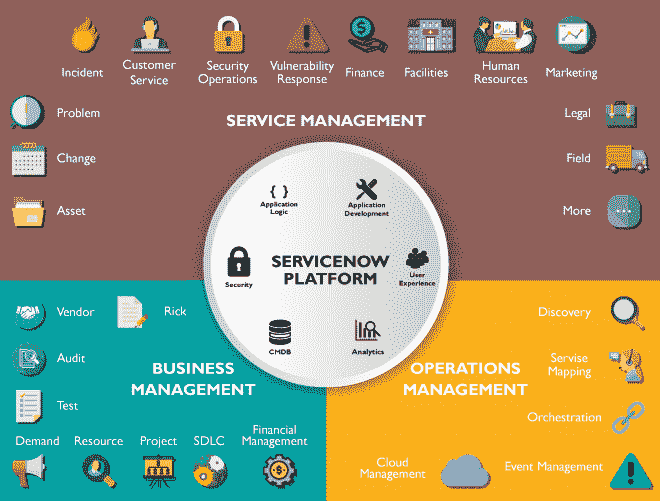 Incident
Customer
Service
Security
Operations
Vulnerability
Response
Finance
Facilities
Human
Resources
Marketing
Problem
SERVICE MANAGEMENT
Legal
Change
Field
Asset
More
{ }
Application
Logic
Application
Development
SERVICENOW
PLATFORM
Security
User
Experience
CMDB
Analytics
Vendor
Rick
Audit
BUSINESS
MANAGEMENT
Test
Demand
Resource
Project
SDLC
Financial
Management
OPERATIONS
MANAGEMENT
Discovery
Servise
Mapping
Orchestration
Cloud
Management
Event Management